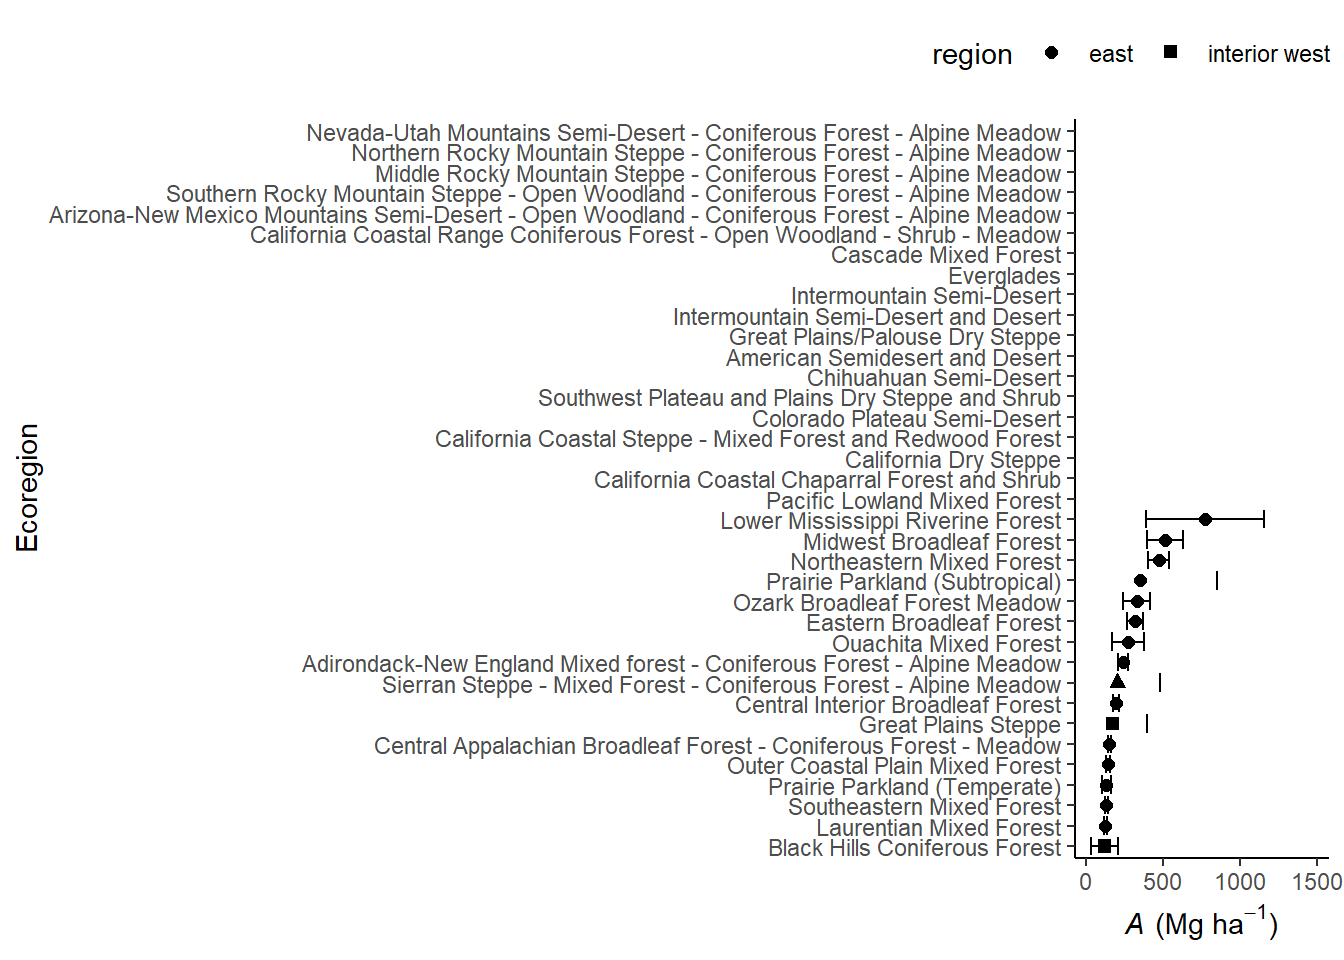 region east interior west
Nevada-Utah Mountains Semi-Desert - Coniferous Forest - Alpine Meadow
Northern Rocky Mountain Steppe - Coniferous Forest - Alpine Meadow
Middle Rocky Mountain Steppe - Coniferous Forest - Alpine Meadow
Southern Rocky Mountain Steppe - Open Woodland - Coniferous Forest - Alpine Meadow
Arizona-New Mexico Mountains Semi-Desert - Open Woodland - Coniferous Forest - Alpine Meadow
California Coastal Range Coniferous Forest - Open Woodland - Shrub - Meadow
Cascade Mixed Forest
Everglades
Intermountain Semi-Desert
Intermountain Semi-Desert and Desert
Great Plains/Palouse Dry Steppe
American Semidesert and Desert
Chihuahuan Semi-Desert
Southwest Plateau and Plains Dry Steppe and Shrub
Colorado Plateau Semi-Desert
California Coastal Steppe - Mixed Forest and Redwood Forest
California Dry Steppe
California Coastal Chaparral Forest and Shrub
Pacific Lowland Mixed Forest
Lower Mississippi Riverine Forest
Midwest Broadleaf Forest
Northeastern Mixed Forest
Prairie Parkland (Subtropical)
Ozark Broadleaf Forest Meadow
Eastern Broadleaf Forest
Ouachita Mixed Forest
Adirondack-New England Mixed forest - Coniferous Forest - Alpine Meadow
Sierran Steppe - Mixed Forest - Coniferous Forest - Alpine Meadow
Central Interior Broadleaf Forest
Great Plains Steppe
Central Appalachian Broadleaf Forest - Coniferous Forest - Meadow
Outer Coastal Plain Mixed Forest
Prairie Parkland (Temperate)
Southeastern Mixed Forest
Laurentian Mixed Forest
Black Hills Coniferous Forest
Ecoregion
0 500 1000 1500
A (Mg ha⁻¹)